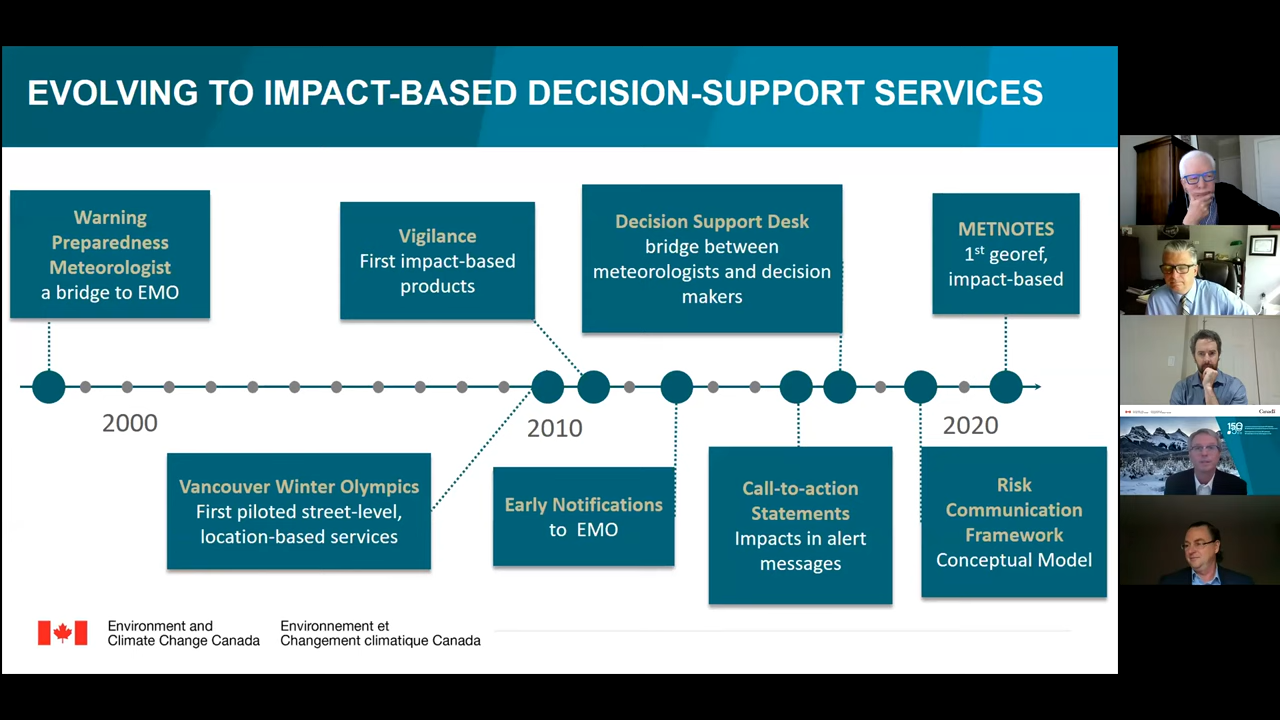 EVOLVING TO IMPACT-BASED DECISION-SUPPORT SERVICES
Warning
Preparedness
Meteorologist
a bridge to EMO
Vigilance
First impact-based
products
Decision Support Desk
bridge between
meteorologists and decision
makers
METNOTES
1st georef,
impact-based
2000
2010
2020
Vancouver Winter Olympics
First piloted street-level,
location-based services
Early Notifications
to EMO
Call-to-action
Statements
Impacts in alert
messages
Risk
Communication
Framework
Conceptual Model
Environment and
Climate Change Canada
Environnement et
Changement climatique Canada
Canada
150